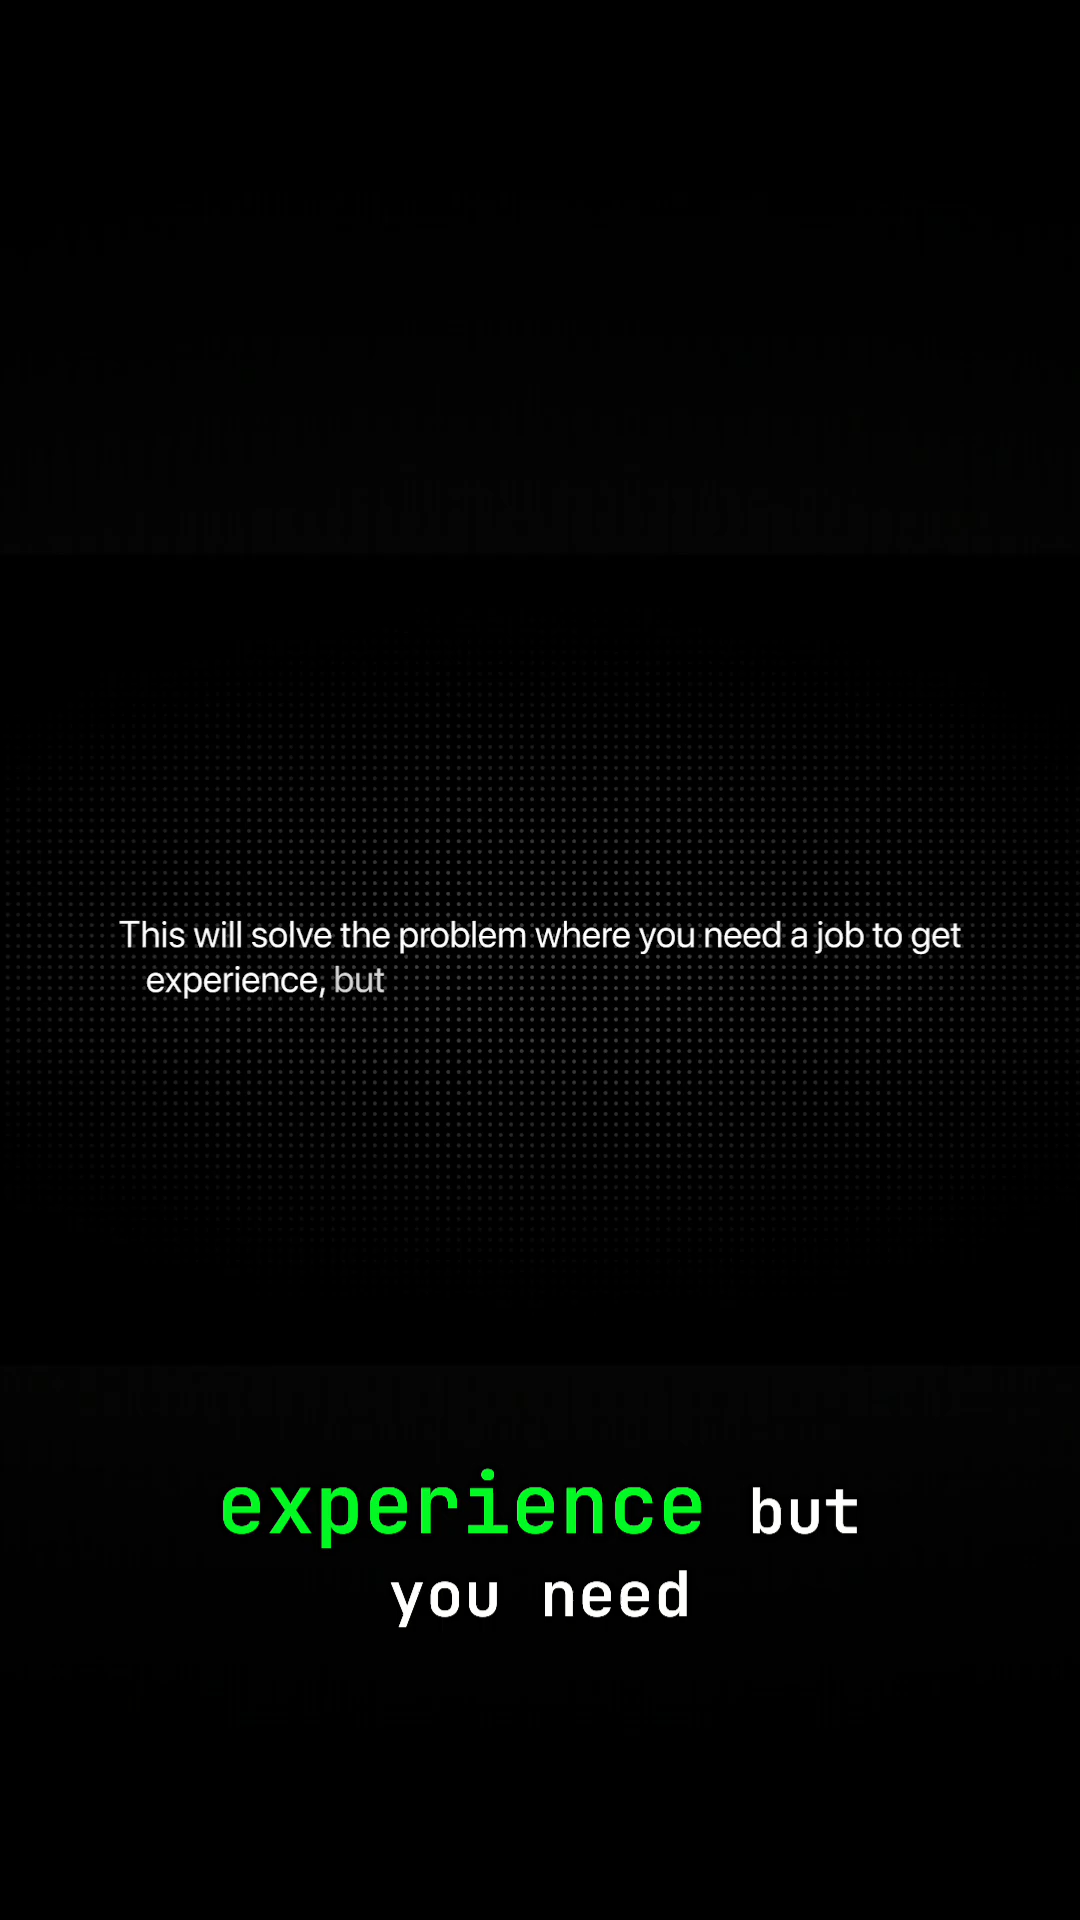 This will solve the problem where you need a job to get
experience, but
experience but
you need